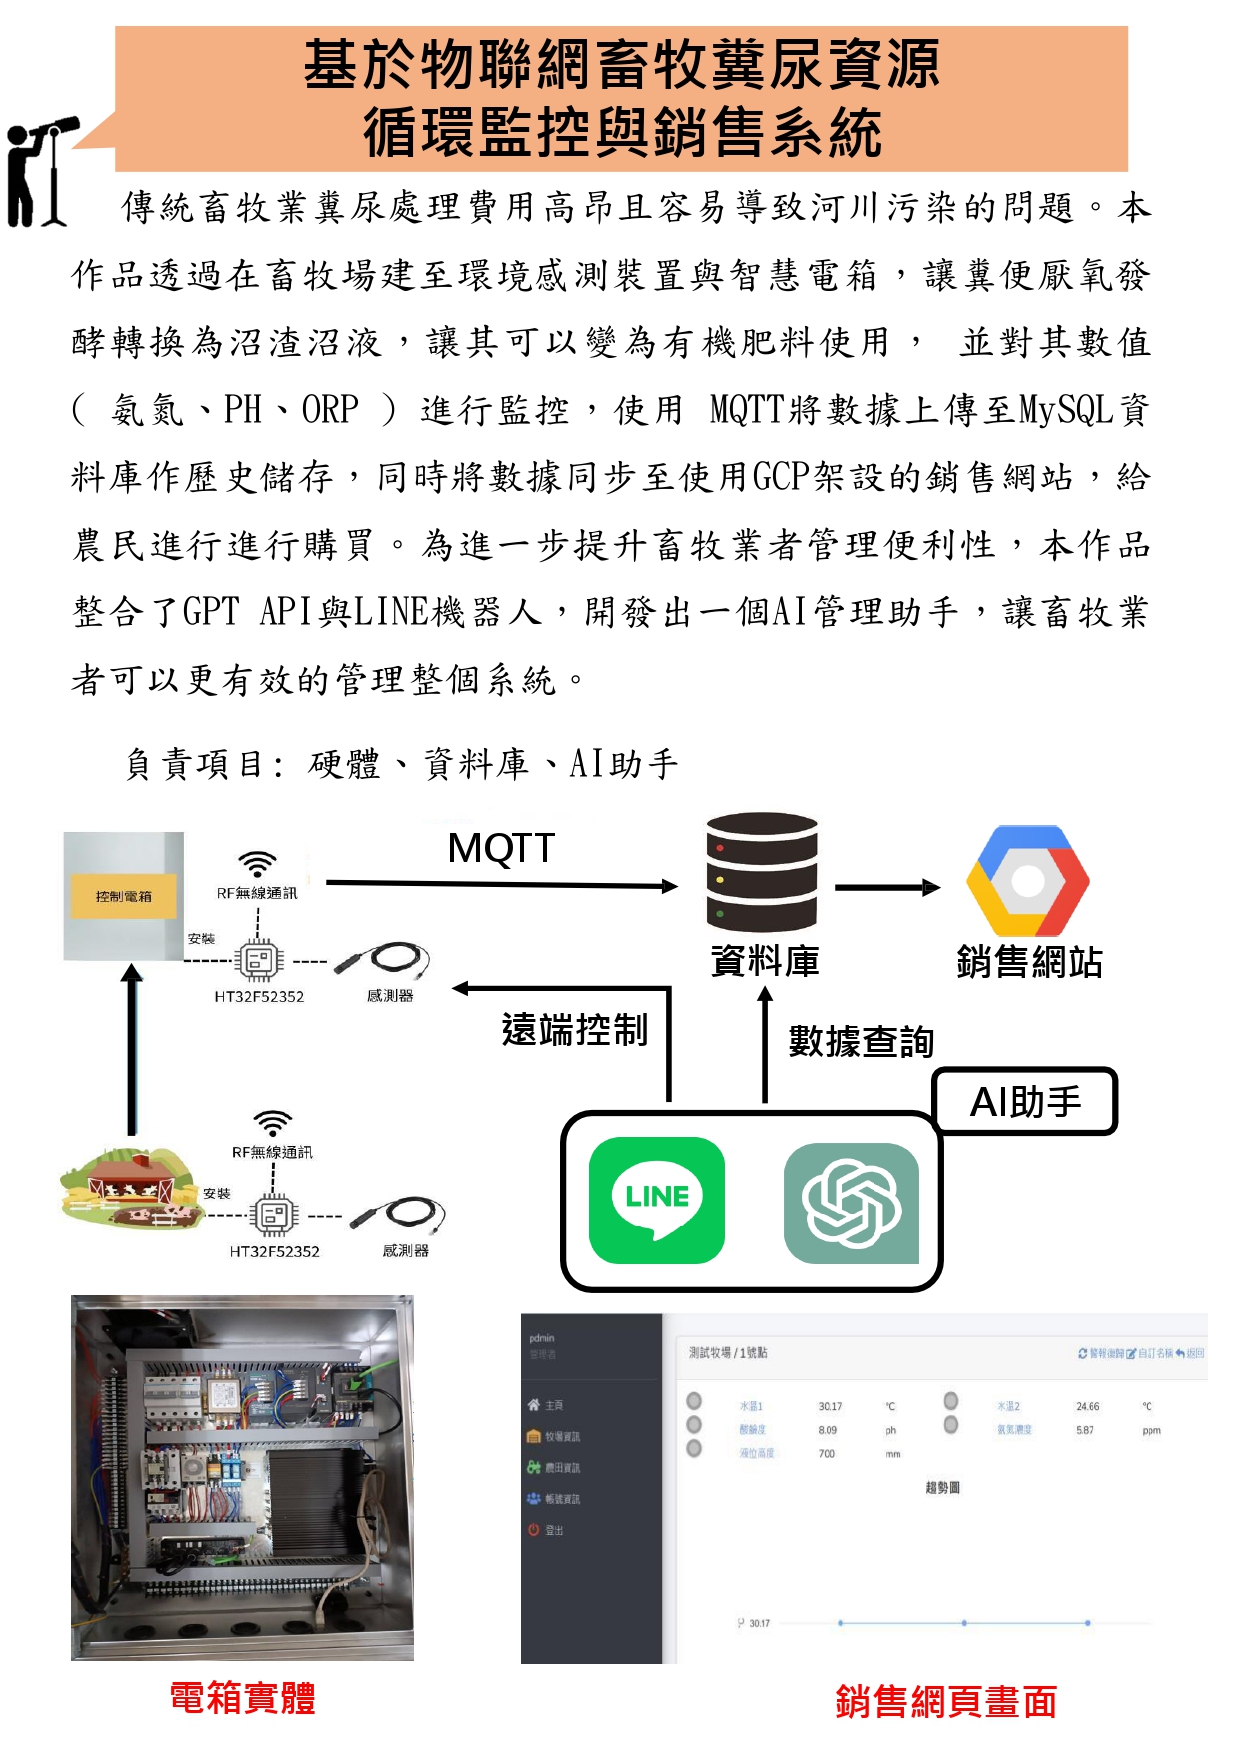 基於物聯網畜牧糞尿資源
循環監控與銷售系統
傳統畜牧業糞尿處理費用高昂且容易導致河川污染的問題。本
作品透過在畜牧場建至環境感測裝置與智慧電箱，讓糞便厭氧發
酵轉換為沼渣沼液，讓其可以變為有機肥料使用， 並對其數值
( 氨氮、PH、ORP ) 進行監控，使用 MQTT將數據上傳至MySQL資
料庫作歷史儲存，同時將數據同步至使用GCP架設的銷售網站，給
農民進行進行購買。為進一步提升畜牧業者管理便利性，本作品
整合了GPT API與LINE機器人，開發出一個AI管理助手，讓畜牧業
者可以更有效的管理整個系統。
負責項目: 硬體、資料庫、AI助手
MQTT
控制電箱
RF無線通訊
安裝
HT32F52352
感測器
資料庫
銷售網站
遠端控制
數據查詢
AI助手
RF無線通訊
安裝
HT32F52352
感測器
LINE
pdmin
管理者
測試牧場 / 1號點
警報復歸 自訂名稱 返回
主頁
牧場資訊
農田資訊
帳號資訊
登出
水溫1 30.17 °C 水溫2 24.66 °C
酸鹼度 8.09 ph 氨氮濃度 5.87 ppm
液位高度 700 mm
趨勢圖
30.17
電箱實體
銷售網頁畫面